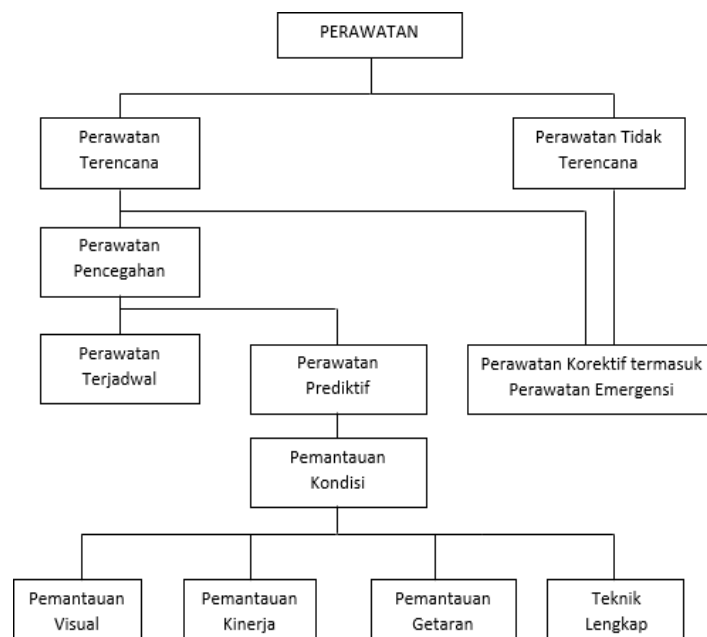 PERAWATAN
Perawatan
Terencana
Perawatan Tidak
Terencana
Perawatan
Pencegahan
Perawatan
Terjadwal
Perawatan
Prediktif
Perawatan Korektif termasuk
Perawatan Emergensi
Pemantauan
Kondisi
Pemantauan
Visual
Pemantauan
Kinerja
Pemantauan
Getaran
Teknik
Lengkap